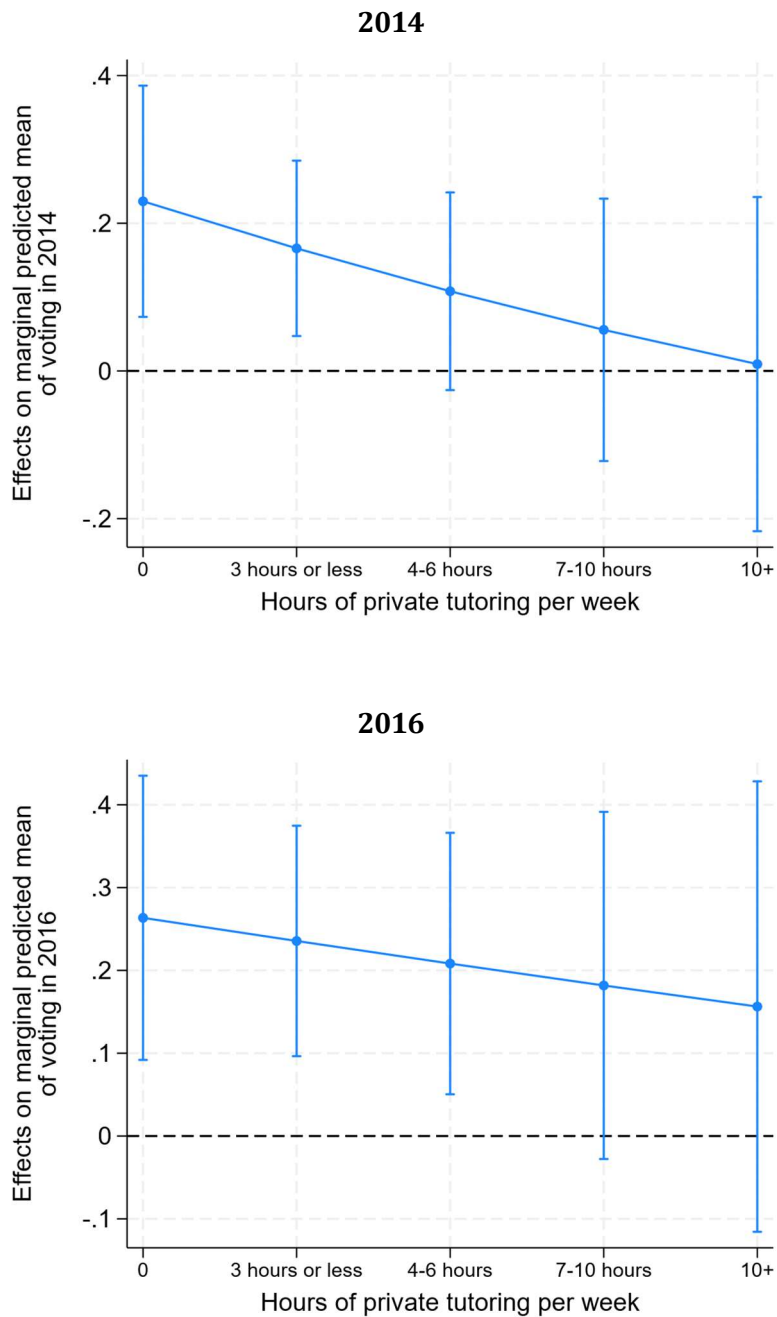 2014
Effects on marginal predicted mean
of voting in 2014
.4
.2
0
-.2
0 3 hours or less 4-6 hours 7-10 hours 10+
Hours of private tutoring per week
2016
Effects on marginal predicted mean
of voting in 2016
.4
.3
.2
.1
0
-.1
0 3 hours or less 4-6 hours 7-10 hours 10+
Hours of private tutoring per week